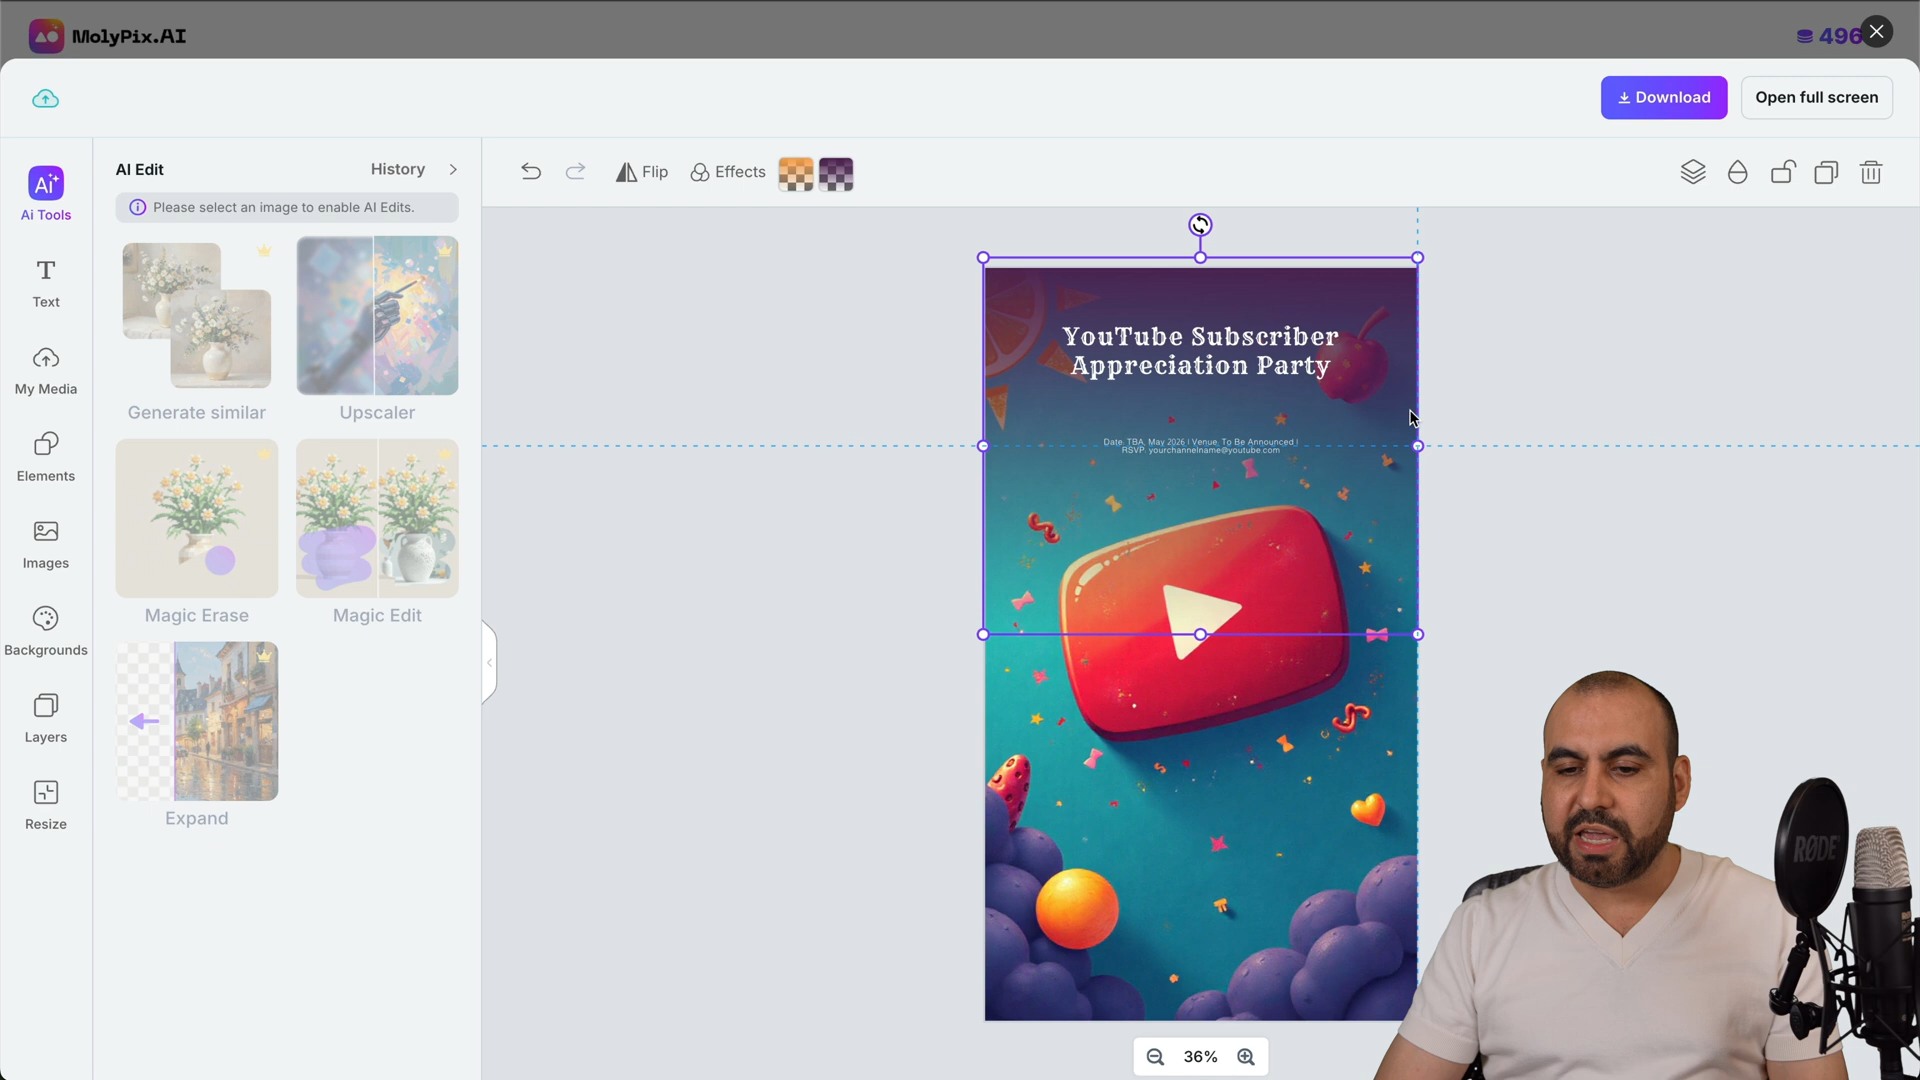 MolyPix.AI
496
Download
Open full screen
Ai
Ai Tools
Text
My Media
Elements
Images
Backgrounds
Layers
Resize
AI Edit
History
Please select an image to enable AI Edits.
Generate similar
Upscaler
Magic Erase
Magic Edit
Expand
Flip
Effects
YouTube Subscriber
Appreciation Party
Date: TBA, May 2026 | Venue: To Be Announced |
RSVP: yourchannelname@youtube.com
36%
RØDE